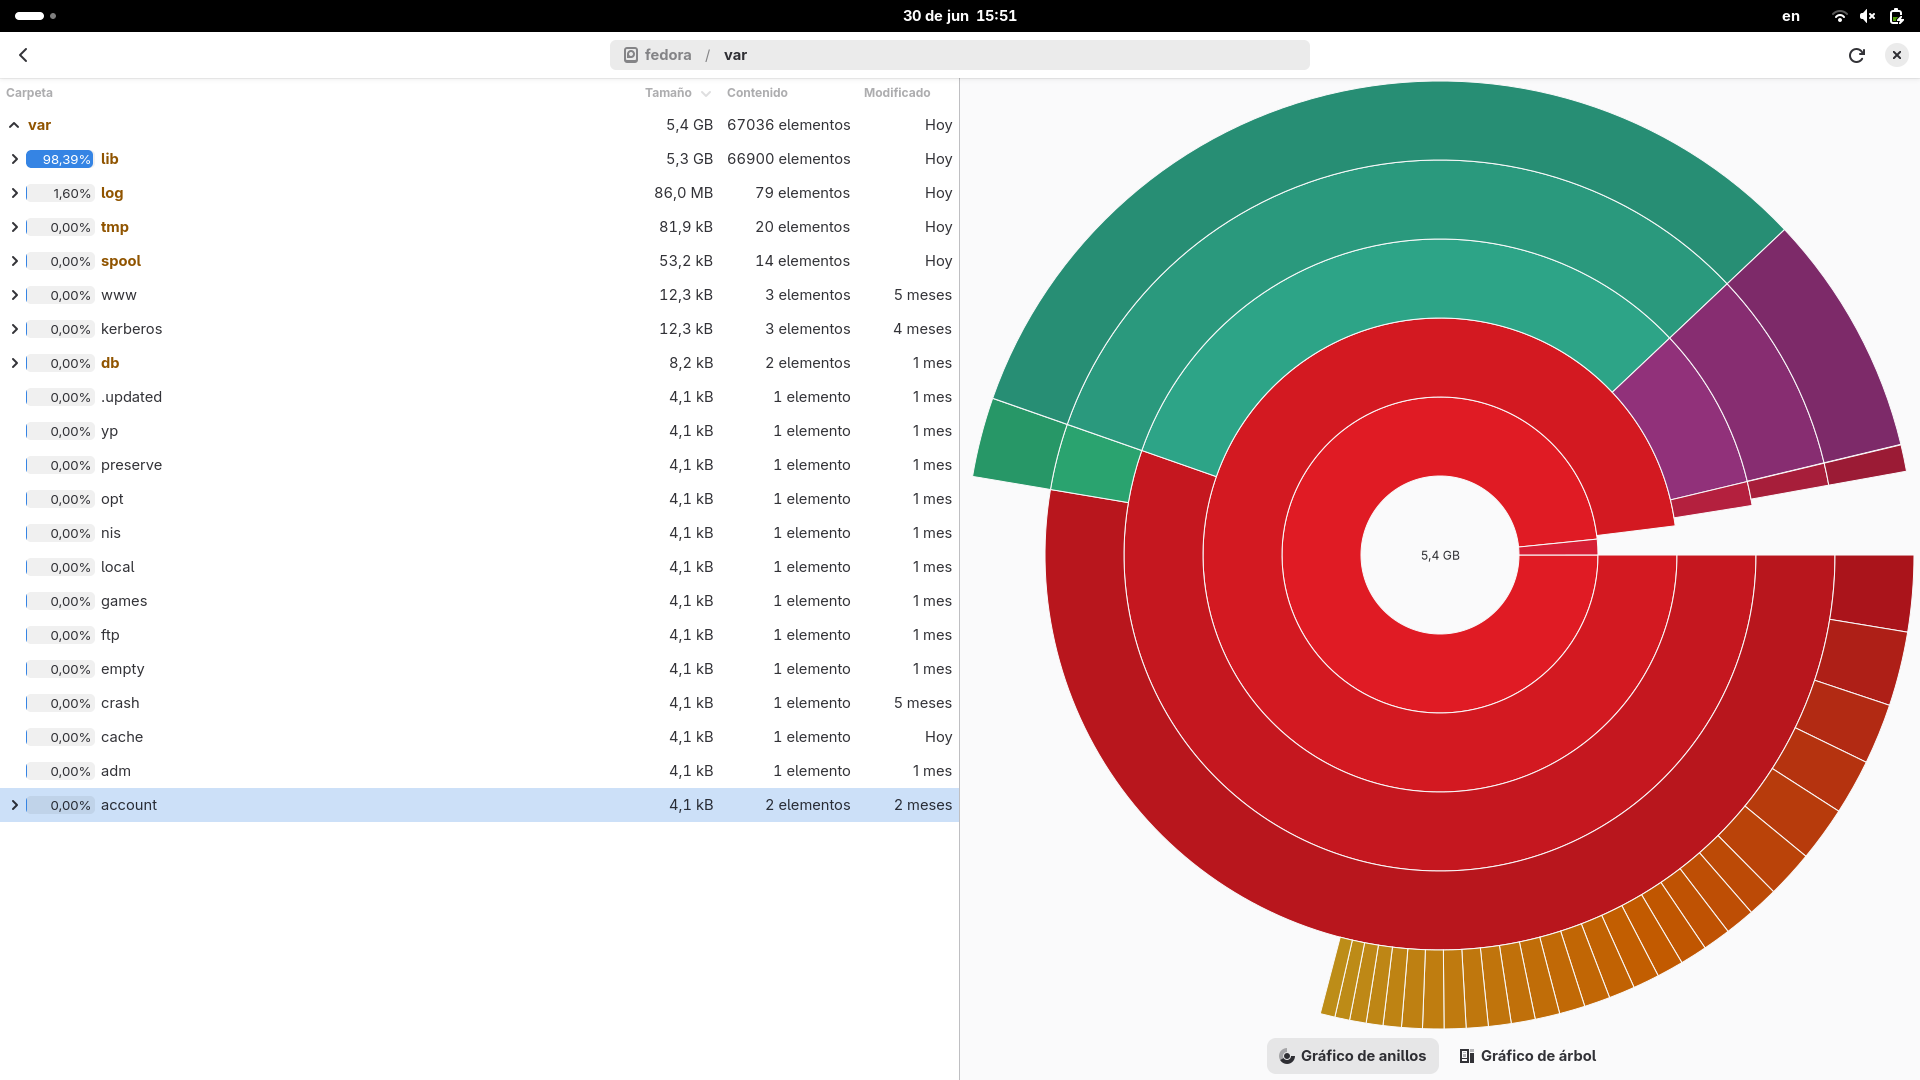 30 de jun 15:51
en
fedora / var
Carpeta Tamaño Contenido Modificado
var 5,4 GB 67036 elementos Hoy
98,39% lib 5,3 GB 66900 elementos Hoy
1,60% log 86,0 MB 79 elementos Hoy
0,00% tmp 81,9 kB 20 elementos Hoy
0,00% spool 53,2 kB 14 elementos Hoy
0,00% www 12,3 kB 3 elementos 5 meses
0,00% kerberos 12,3 kB 3 elementos 4 meses
0,00% db 8,2 kB 2 elementos 1 mes
0,00% .updated 4,1 kB 1 elemento 1 mes
0,00% yp 4,1 kB 1 elemento 1 mes
0,00% preserve 4,1 kB 1 elemento 1 mes
0,00% opt 4,1 kB 1 elemento 1 mes
0,00% nis 4,1 kB 1 elemento 1 mes
0,00% local 4,1 kB 1 elemento 1 mes
0,00% games 4,1 kB 1 elemento 1 mes
0,00% ftp 4,1 kB 1 elemento 1 mes
0,00% empty 4,1 kB 1 elemento 1 mes
0,00% crash 4,1 kB 1 elemento 5 meses
0,00% cache 4,1 kB 1 elemento Hoy
0,00% adm 4,1 kB 1 elemento 1 mes
0,00% account 4,1 kB 2 elementos 2 meses
5,4 GB
Gráfico de anillos
Gráfico de árbol